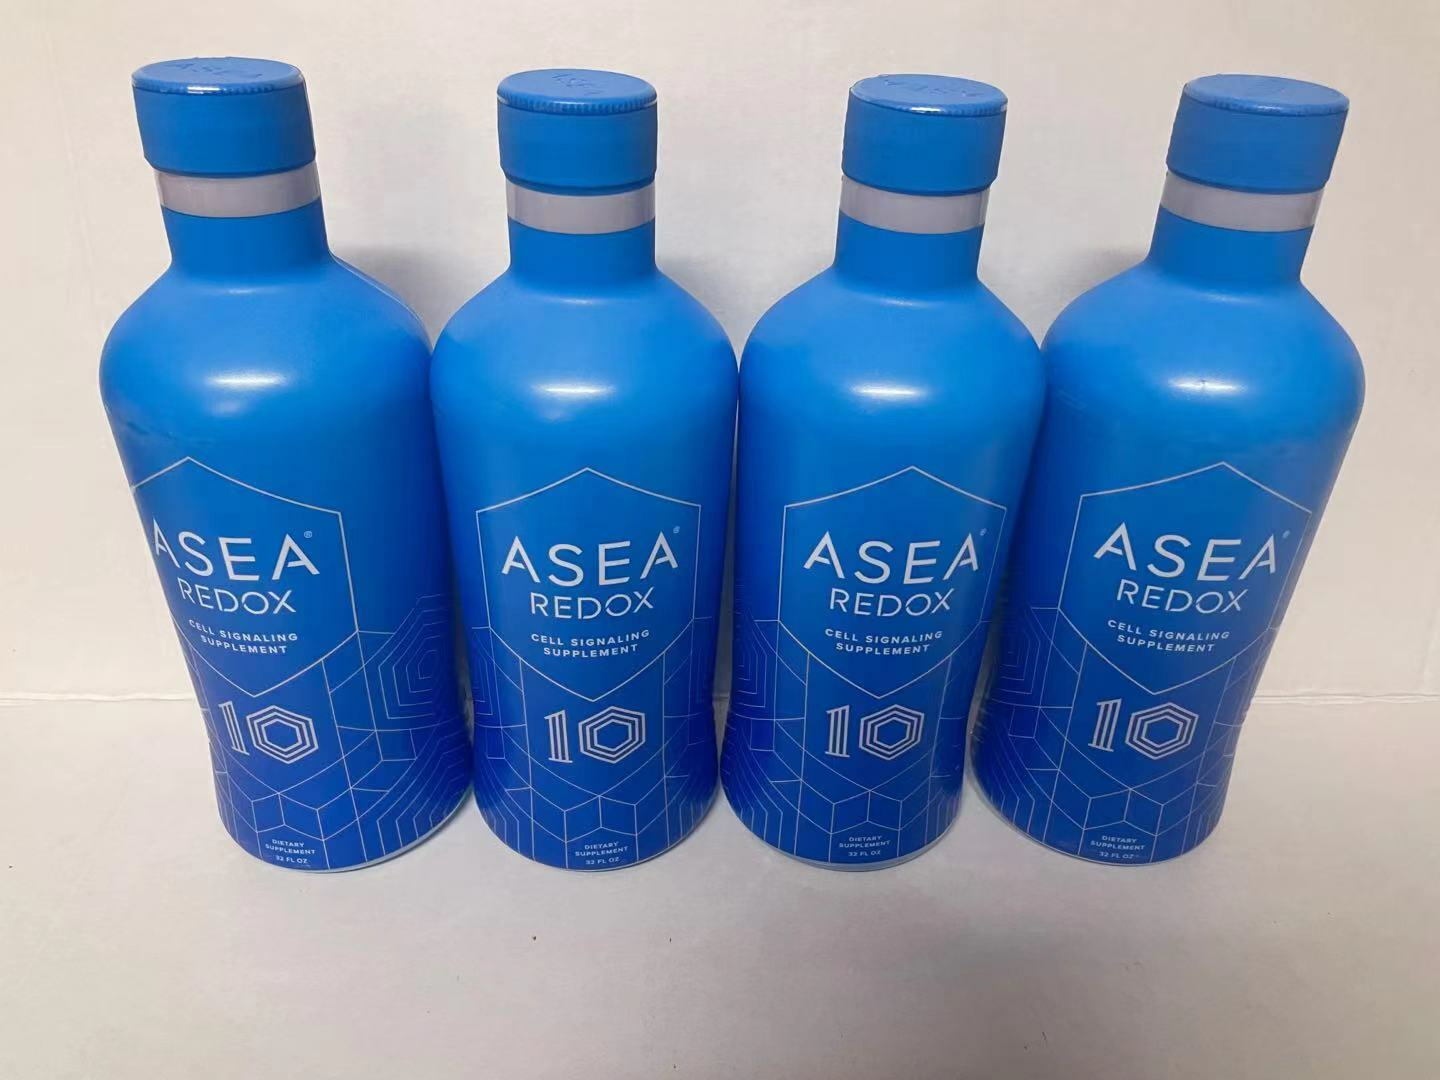 ASEA
ASEA
ASEA®
REDOX
CELL SIGNALING
SUPPLEMENT
10
DIETARY
SUPPLEMENT
32 FL OZ
ASEA®
REDOX
CELL SIGNALING
SUPPLEMENT
10
DIETARY
SUPPLEMENT
32 FL OZ
ASEA®
REDOX
CELL SIGNALING
SUPPLEMENT
10
DIETARY
SUPPLEMENT
32 FL OZ
ASEA®
REDOX
CELL SIGNALING
SUPPLEMENT
10
DIETARY
SUPPLEMENT
32 FL OZ